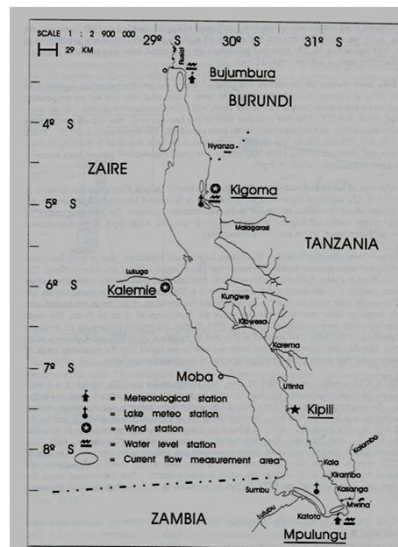 SCALE 1 : 2 900 000
29 KM
29° S
30° S
31° S
Rusizi
Bujumbura
BURUNDI
4° S
Nyanza
ZAIRE
Kigoma
5° S
Malagarasi
TANZANIA
Lukuga
6° S
Kalemie
Kungwe
Kibwesa
Karema
7° S
Moba
Utinta
= Meteorological station
= Lake meteo station
= Wind station
= Water level station
= Current flow measurement area
Kipili
8° S
Kalambo
Kala
Kirambo
Kasanga
Sumbu
Mwina
Lufubu
Katoto
ZAMBIA
Mpulungu